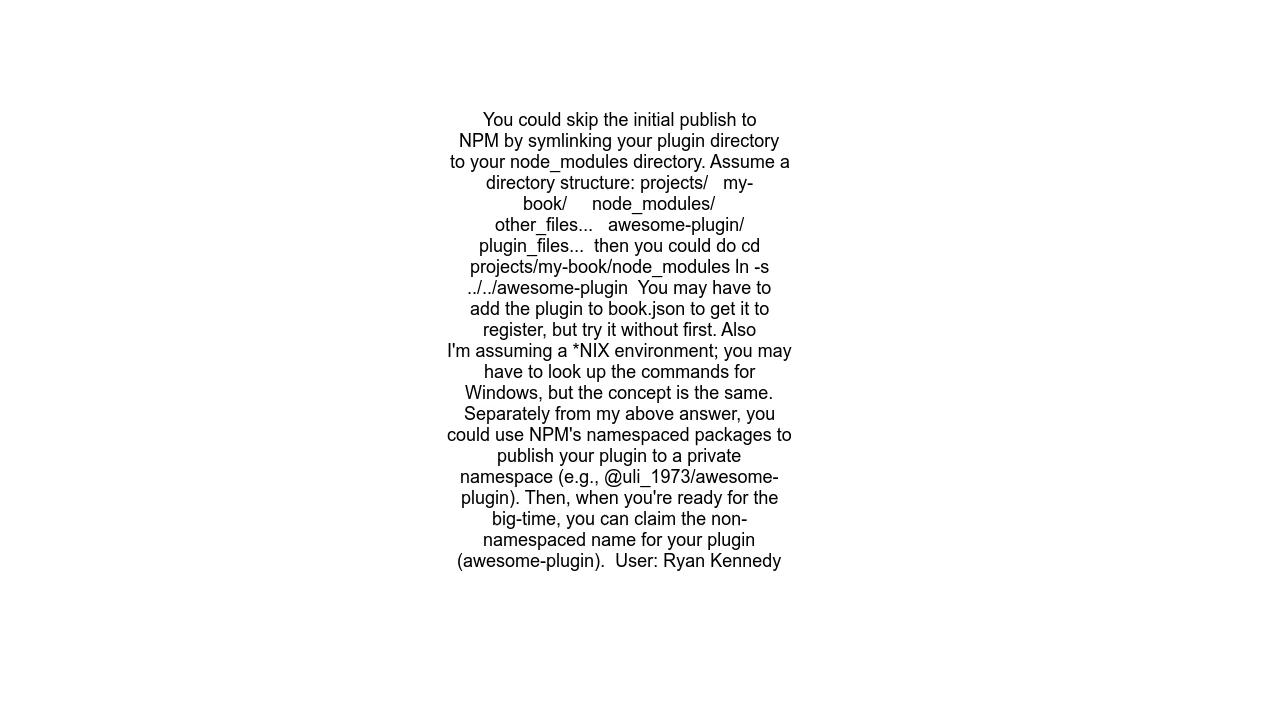 You could skip the initial publish to
NPM by symlinking your plugin directory
to your node_modules directory. Assume a
directory structure: projects/   my-
book/     node_modules/
other_files...   awesome-plugin/
plugin_files...  then you could do cd
projects/my-book/node_modules ln -s
../../awesome-plugin  You may have to
add the plugin to book.json to get it to
register, but try it without first. Also
I'm assuming a *NIX environment; you may
have to look up the commands for
Windows, but the concept is the same.
Separately from my above answer, you
could use NPM's namespaced packages to
publish your plugin to a private
namespace (e.g., @uli_1973/awesome-
plugin). Then, when you're ready for the
big-time, you can claim the non-
namespaced name for your plugin
(awesome-plugin).  User: Ryan Kennedy